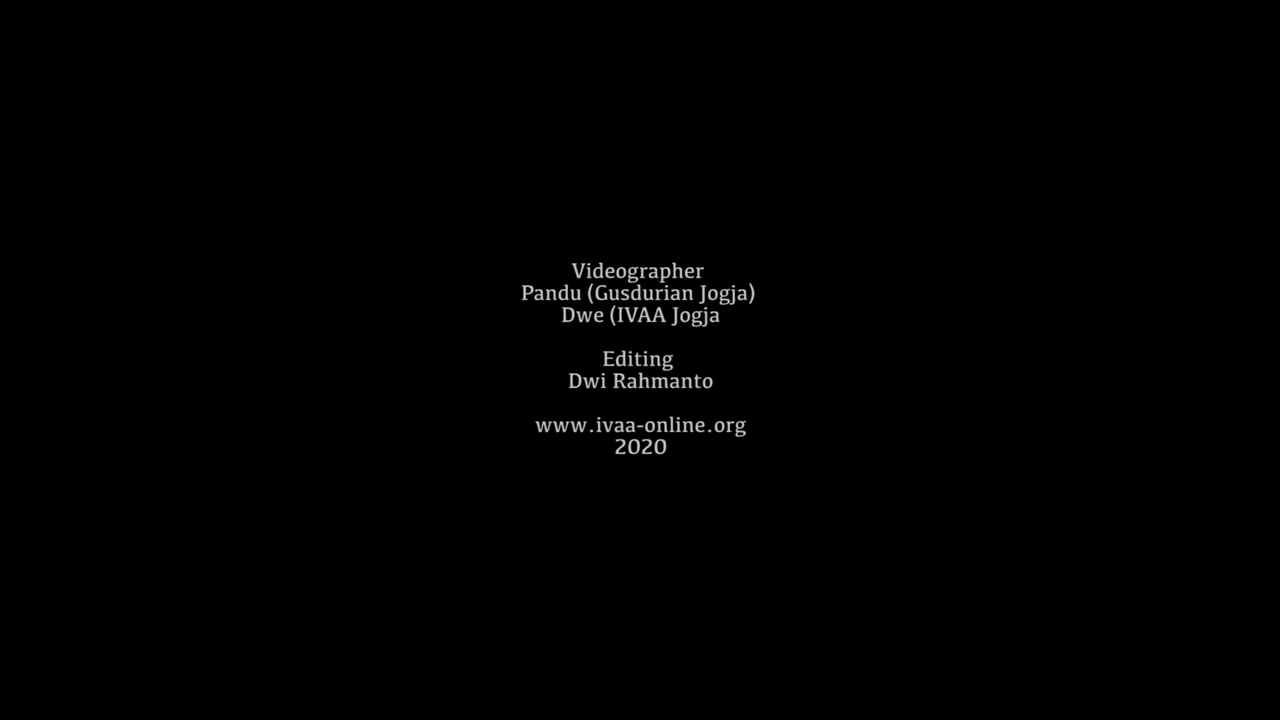 Videographer
Pandu (Gusdurian Jogja)
Dwe (IVAA Jogja
Editing
Dwi Rahmanto
www.ivaa-online.org
2020